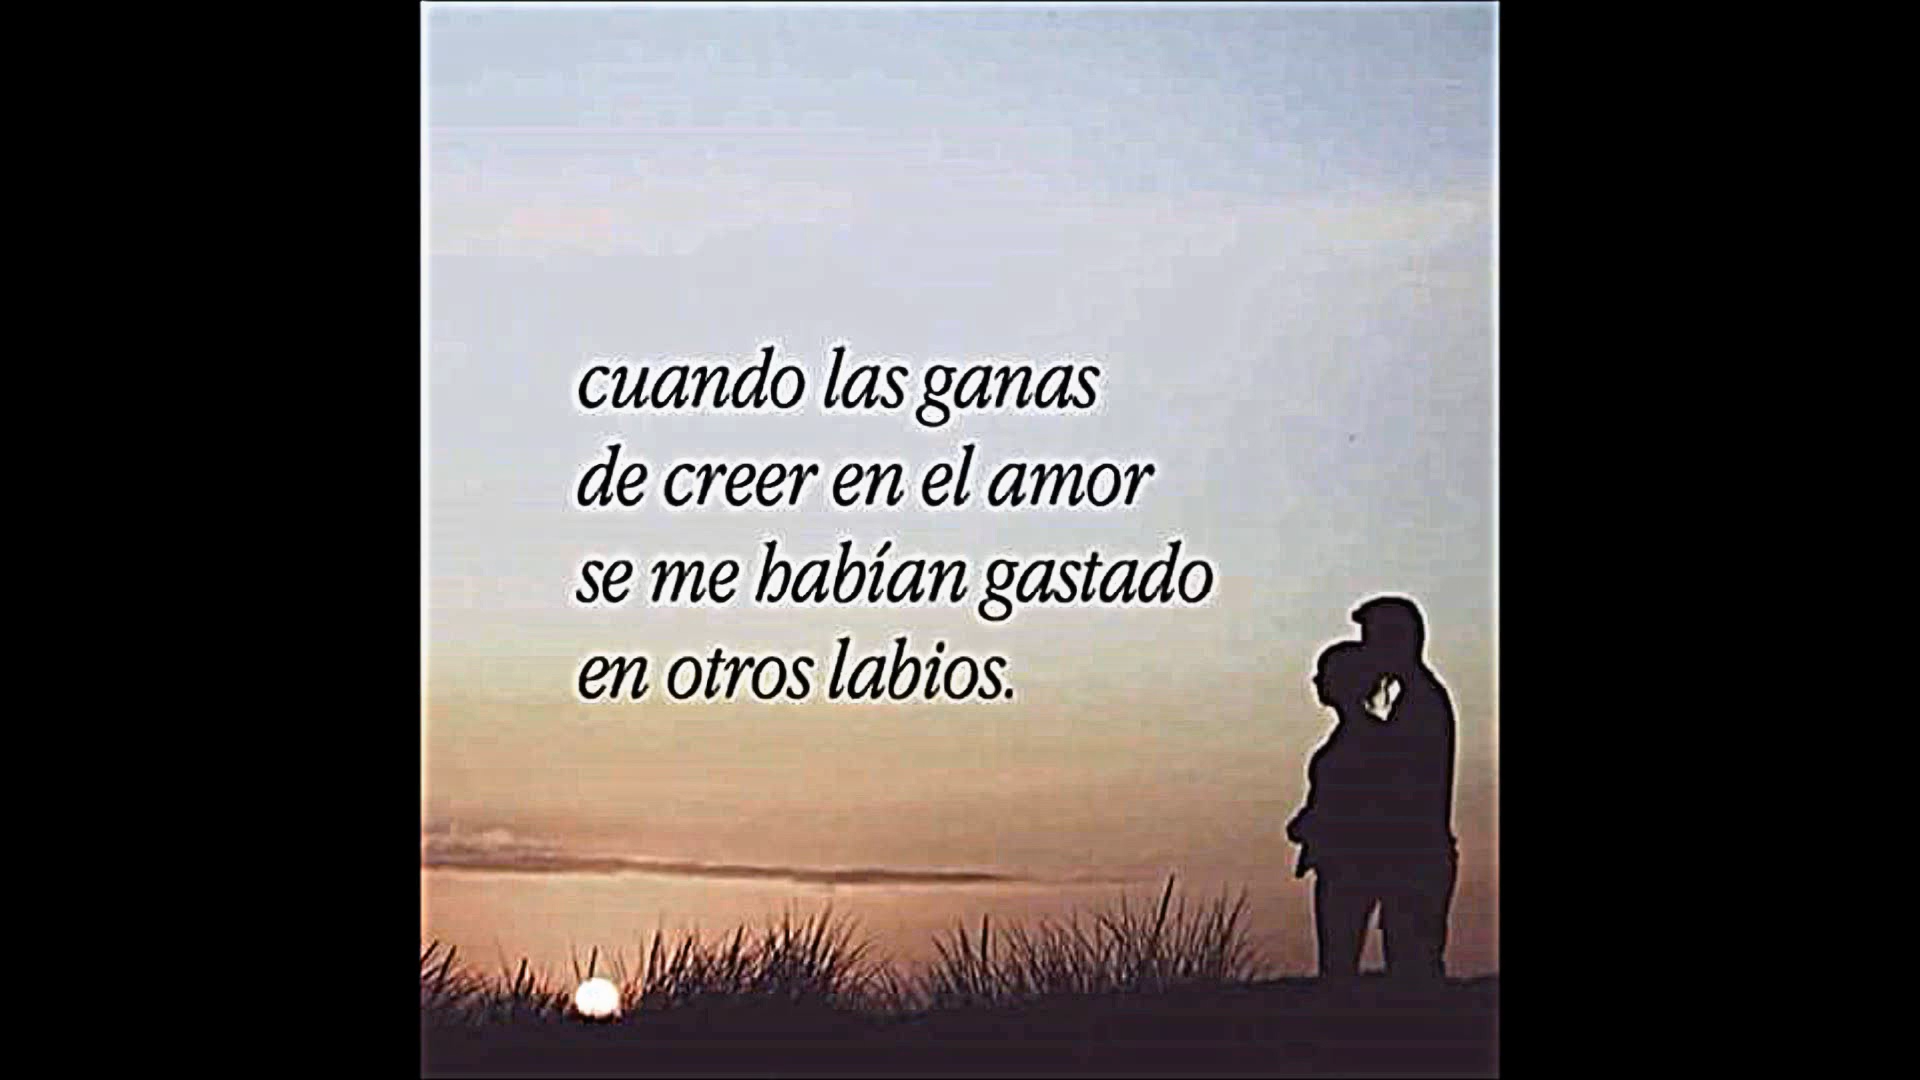 cuando las ganas
de creer en el amor
se me habían gastado
en otros labios.